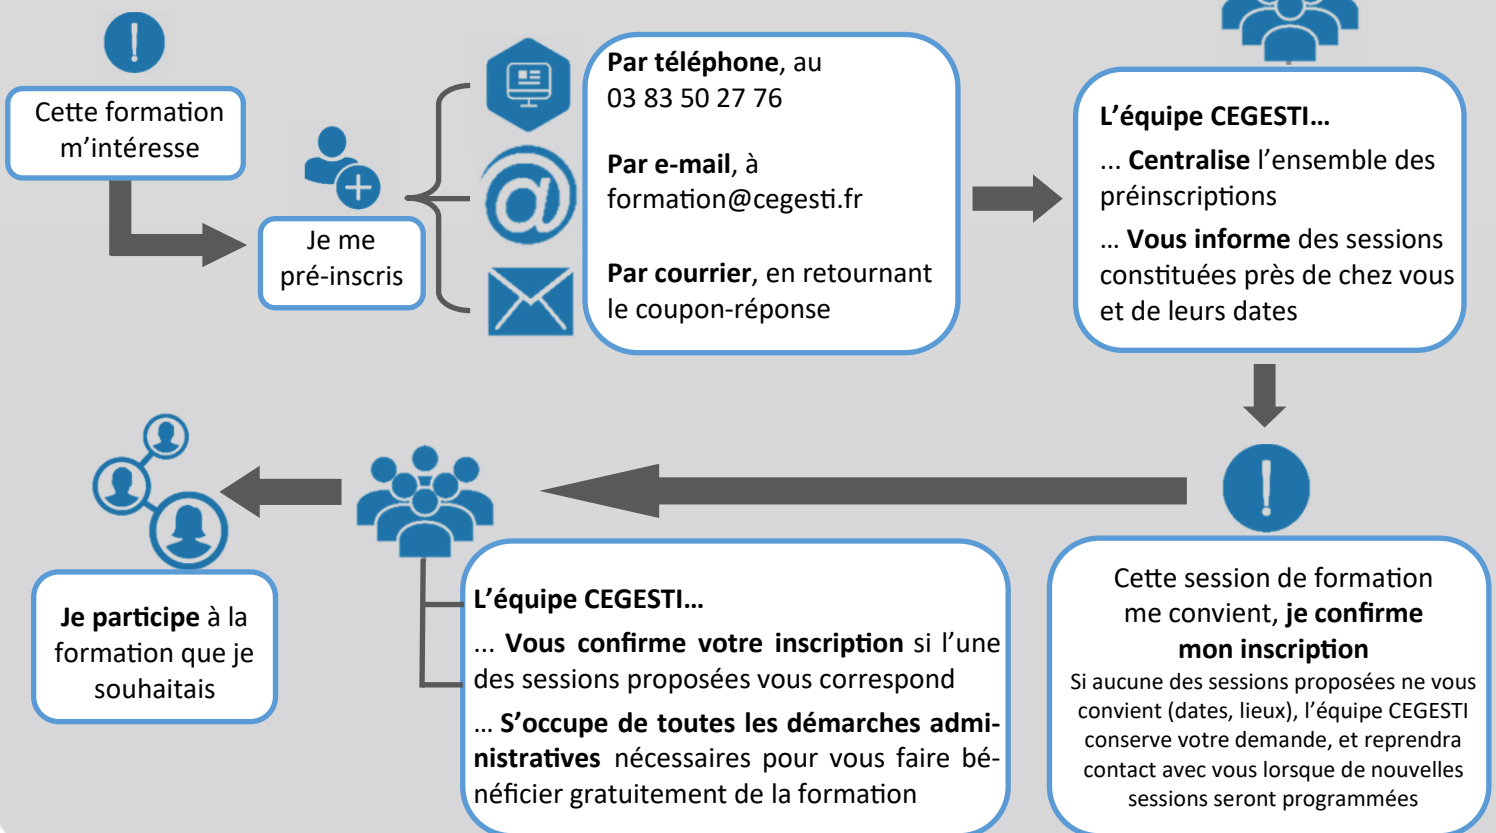 Cette formation
m’intéresse
Je me
pré-inscris
Par téléphone, au
03 83 50 27 76
Par e-mail, à
formation@cegesti.fr
Par courrier, en retournant
le coupon-réponse
L’équipe CEGESTI…
... Centralise l’ensemble des
préinscriptions
… Vous informe des sessions
constituées près de chez vous
et de leurs dates
Cette session de formation
me convient, je confirme
mon inscription
Si aucune des sessions proposées ne vous
convient (dates, lieux), l’équipe CEGESTI
conserve votre demande, et reprendra
contact avec vous lorsque de nouvelles
sessions seront programmées
L’équipe CEGESTI…
... Vous confirme votre inscription si l’une
des sessions proposées vous correspond
… S’occupe de toutes les démarches admi-
nistratives nécessaires pour vous faire bé-
néficier gratuitement de la formation
Je participe à la
formation que je
souhaitais